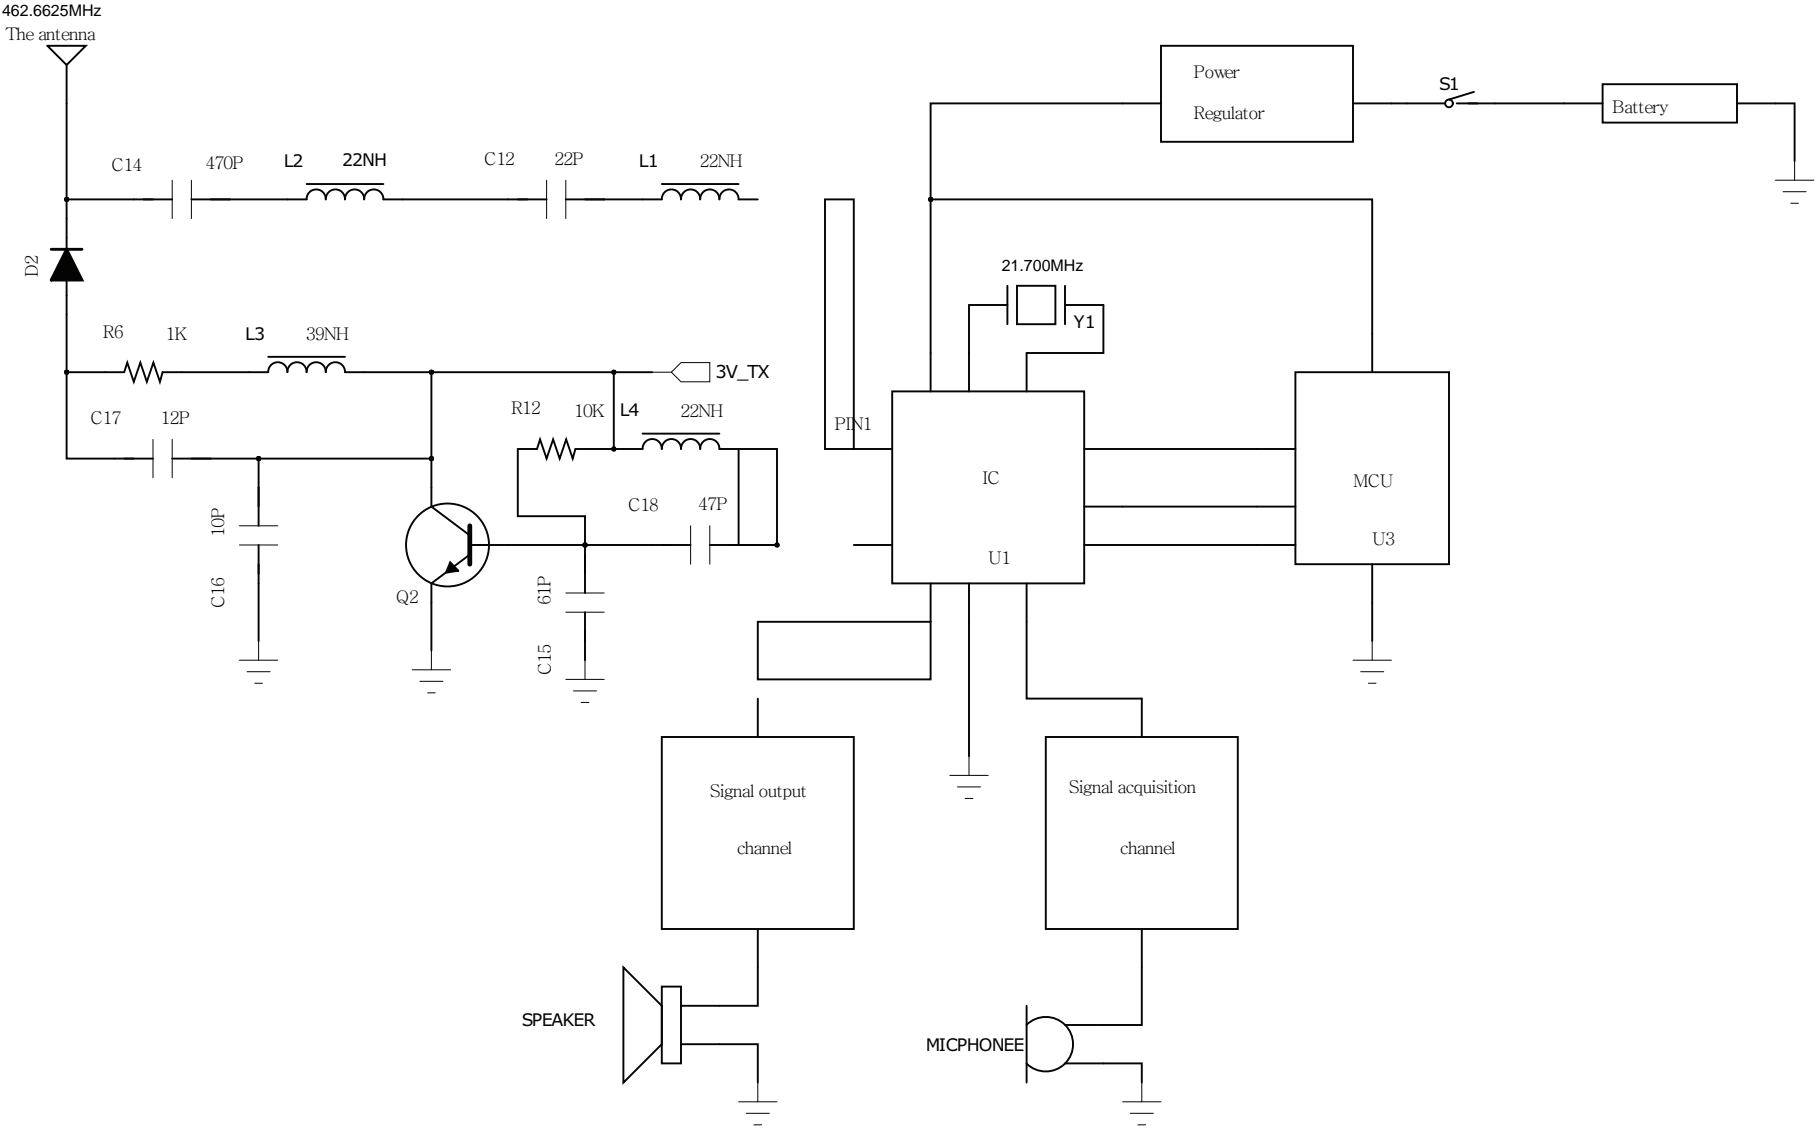 462.6625MHz
The antenna
Power
Regulator
S1
Battery
C14 470P L2 22NH C12 22P L1 22NH
D2
21.700MHz
Y1
R6 1K L3 39NH
3V_TX
C17 12P
R12 10K L4 22NH
PIN1
C18 47P
IC
U1
MCU
U3
10P
C16
Q2
61P
C15
Signal output
channel
Signal acquisition
channel
SPEAKER
MICPHONEE